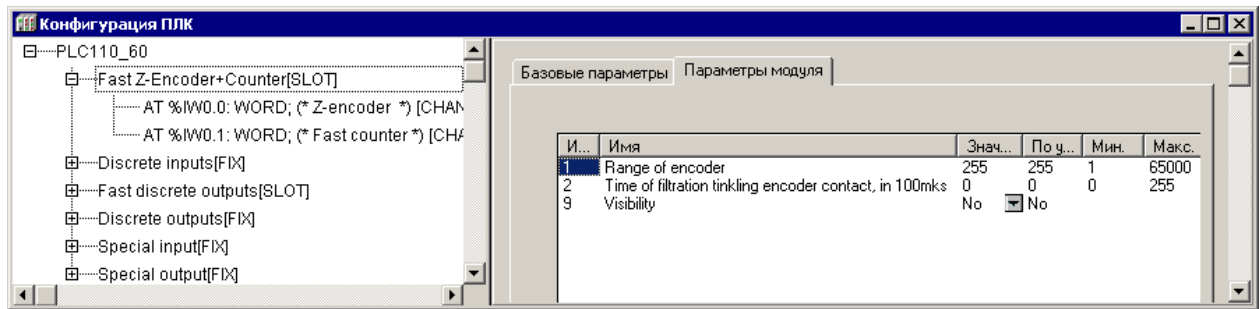 Конфигурация ПЛК
PLC110_60
Fast Z-Encoder+Counter[SLOT]
AT %IW0.0: WORD; (* Z-encoder *) [CHAN
AT %IW0.1: WORD; (* Fast counter *) [CHA
Discrete inputs[FIX]
Fast discrete outputs[SLOT]
Discrete outputs[FIX]
Special input[FIX]
Special output[FIX]
Базовые параметры Параметры модуля
И... Имя Знач... По у... Мин. Макс.
1 Range of encoder 255 255 1 65000
2 Time of filtration tinkling encoder contact, in 100mks 0 0 0 255
9 Visibility No No